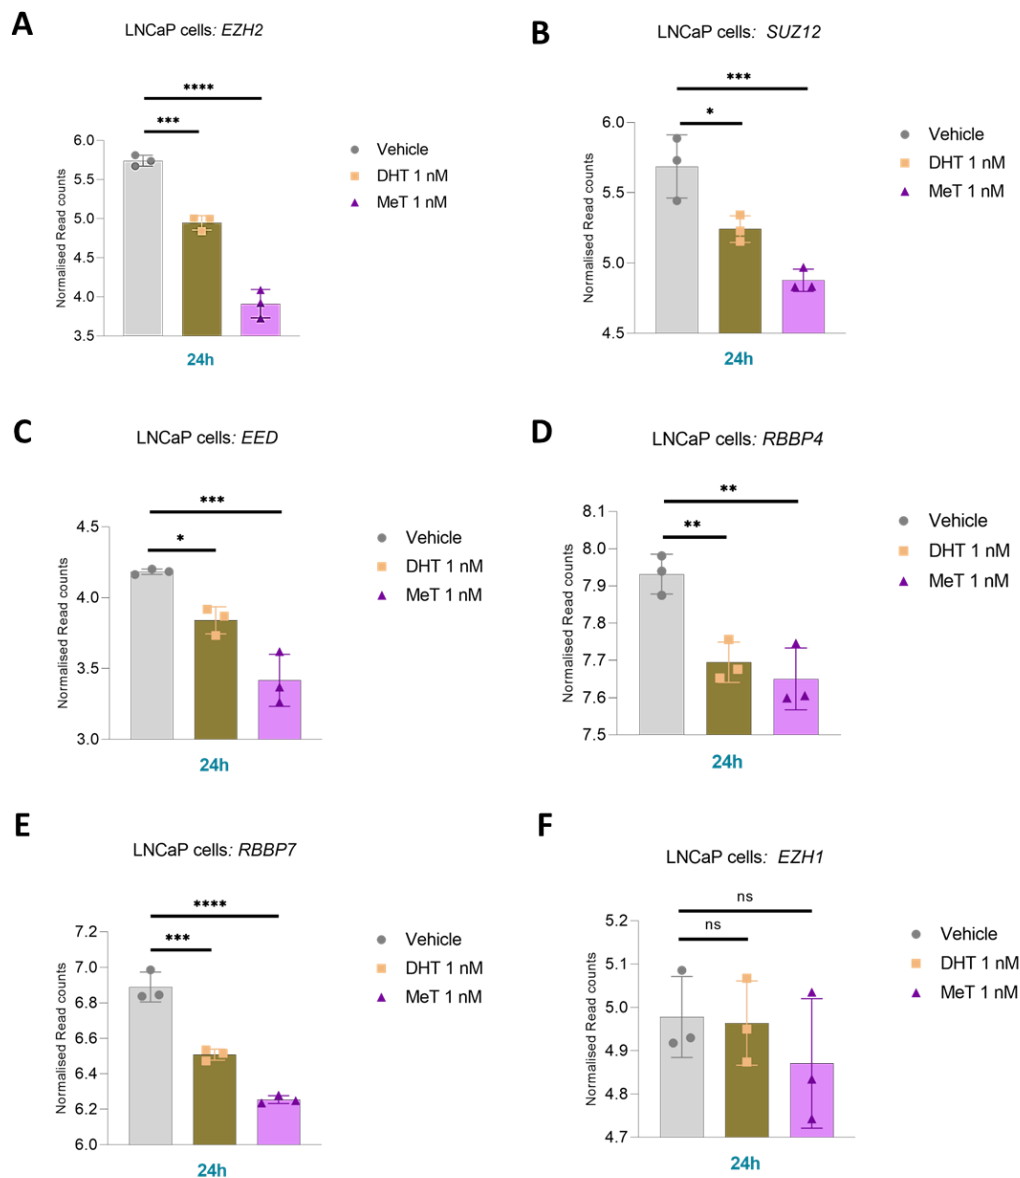 A
LNCaP cells: EZH2
****
***
6.0
5.5
5.0
4.5
4.0
3.5
Normalised Read counts
24h
Vehicle
DHT 1 nM
MeT 1 nM
B
LNCaP cells: SUZ12
***
*
6.0
5.5
5.0
4.5
Normalised Read counts
24h
Vehicle
DHT 1 nM
MeT 1 nM
C
LNCaP cells: EED
***
*
4.5
4.0
3.5
3.0
Normalised Read counts
24h
Vehicle
DHT 1 nM
MeT 1 nM
D
LNCaP cells: RBBP4
**
**
8.1
8.0
7.9
7.8
7.7
7.6
7.5
Normalised Read counts
24h
Vehicle
DHT 1 nM
MeT 1 nM
E
LNCaP cells: RBBP7
****
***
7.2
7.0
6.8
6.6
6.4
6.2
6.0
Normalised Read counts
24h
Vehicle
DHT 1 nM
MeT 1 nM
F
LNCaP cells: EZH1
ns
ns
5.2
5.1
5.0
4.9
4.8
4.7
Normalised Read counts
24h
Vehicle
DHT 1 nM
MeT 1 nM